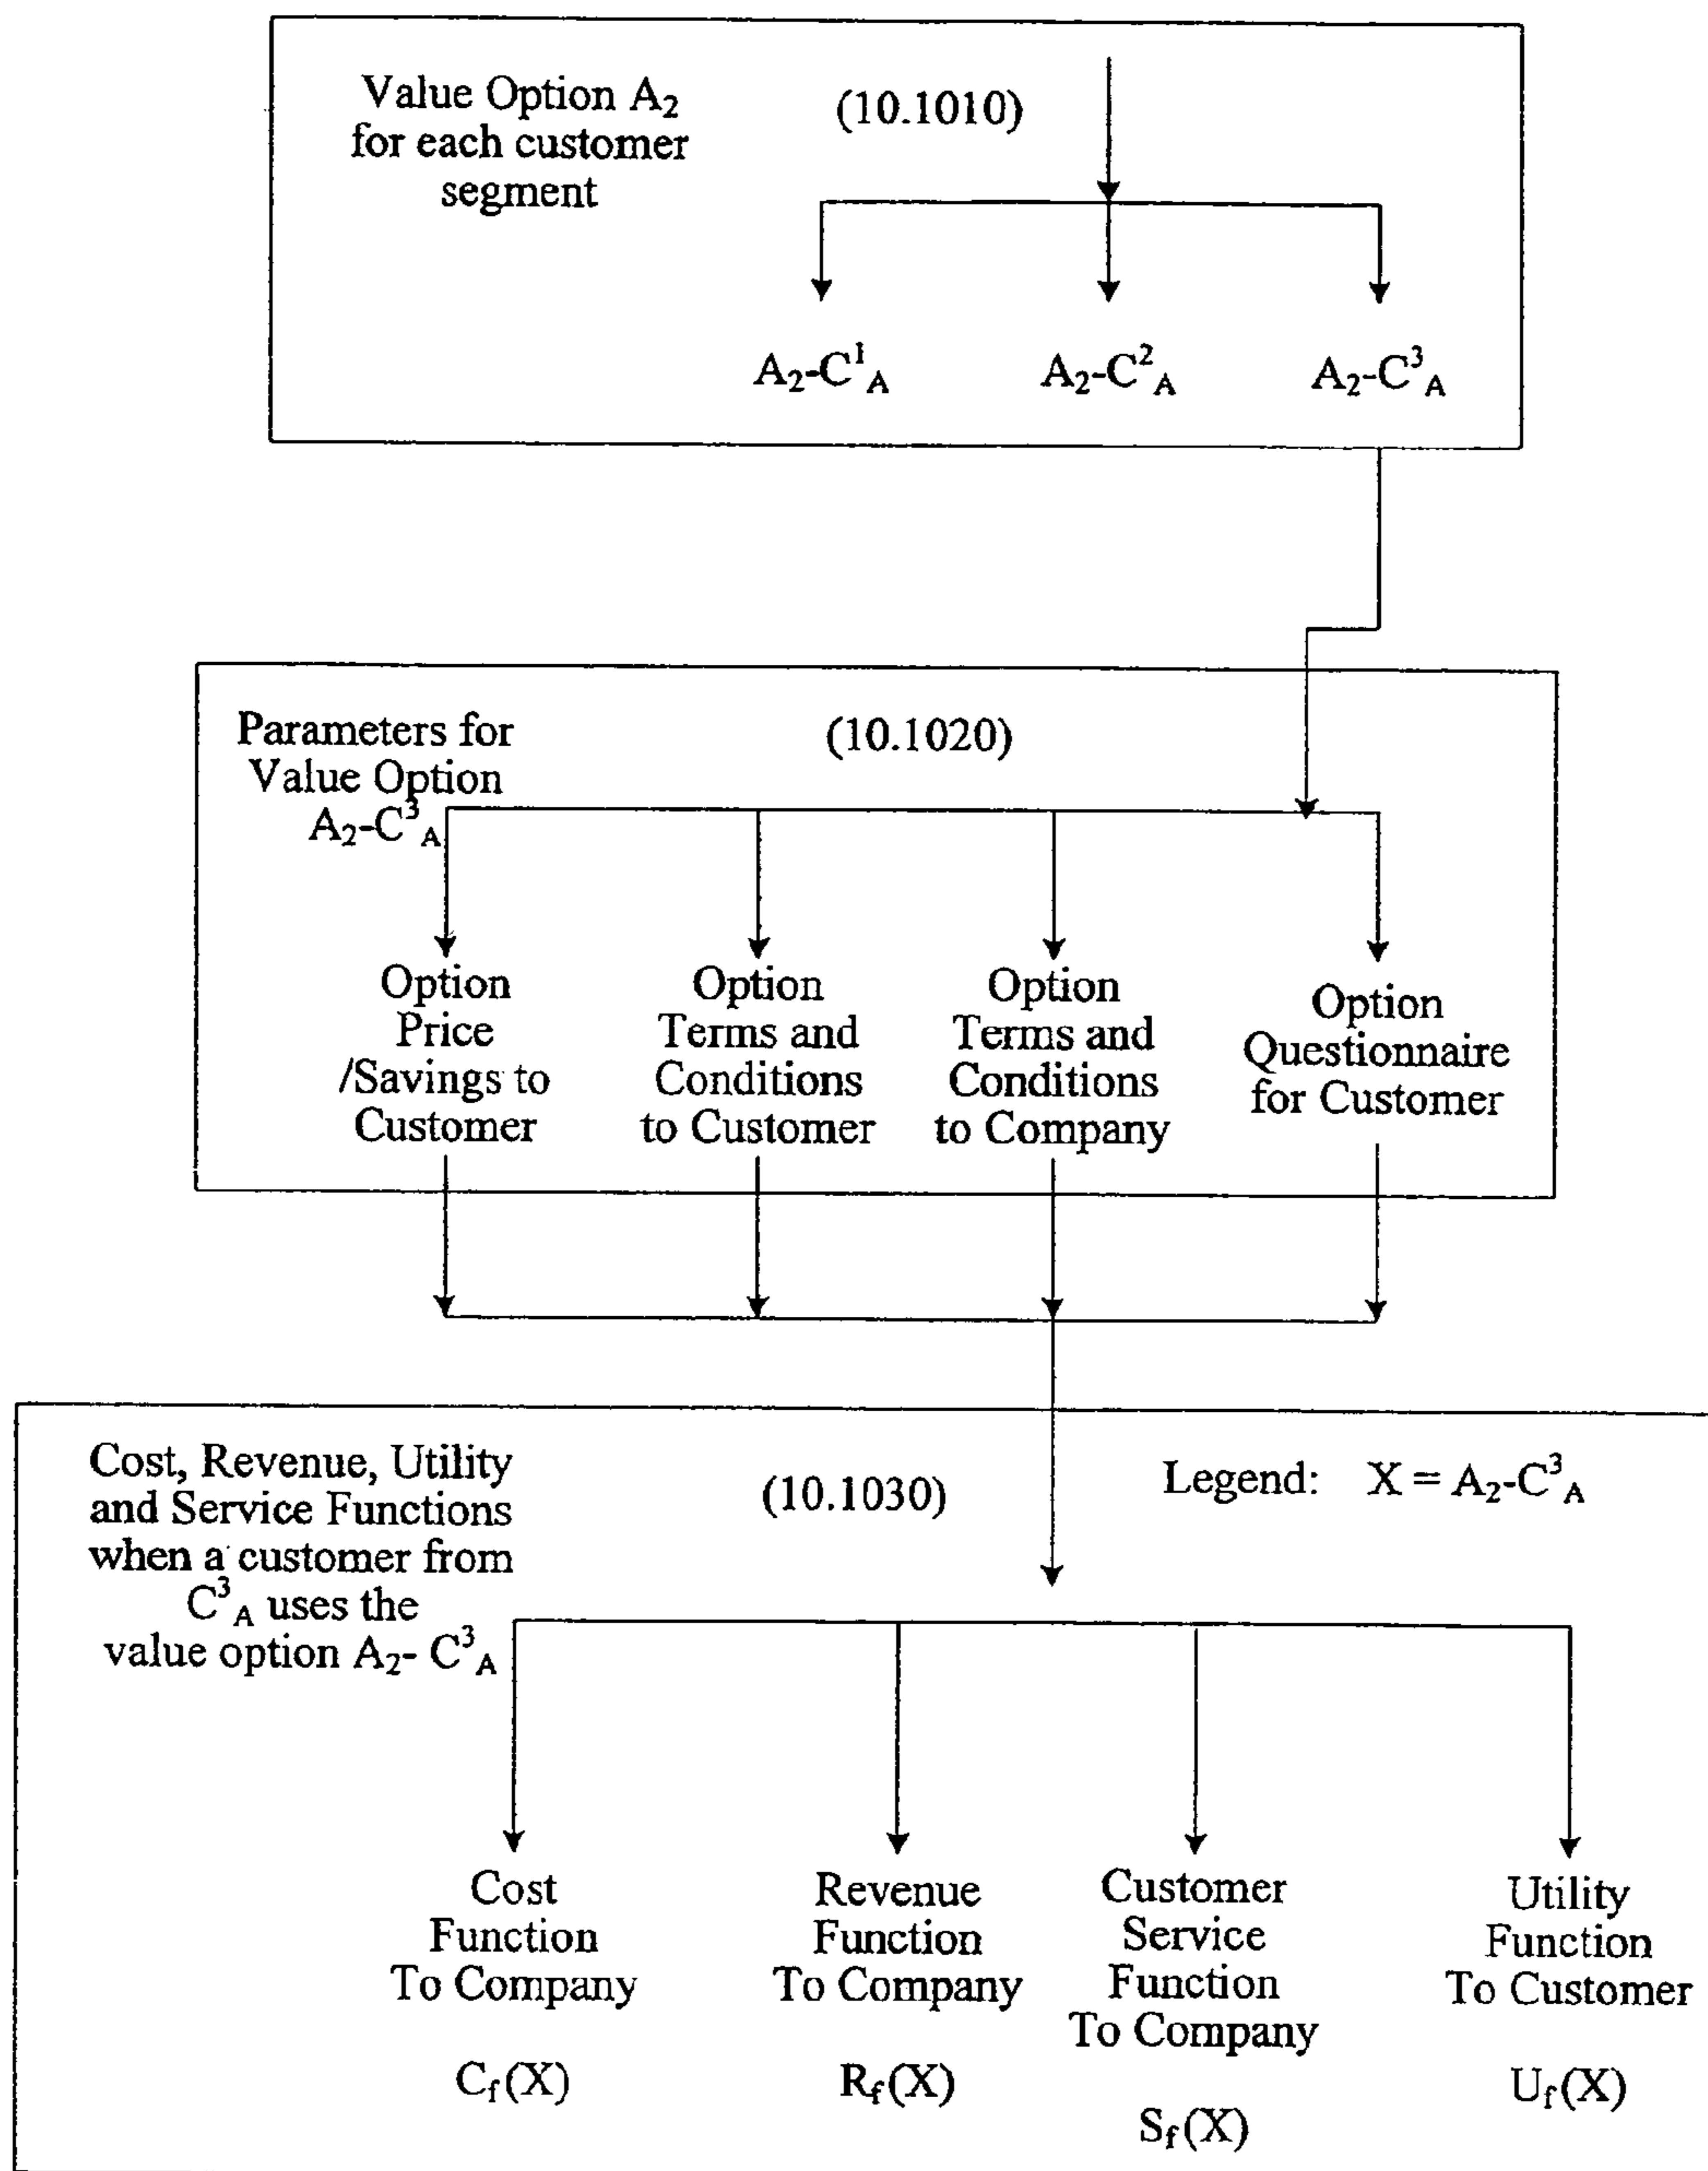 Value Option A₂
for each customer
segment
(10.1010)
A₂-C¹A
A₂-C²A
A₂-C³A
Parameters for
Value Option
A₂-C³A
(10.1020)
Option
Price
/Savings to
Customer
Option
Terms and
Conditions
to Customer
Option
Terms and
Conditions
to Company
Option
Questionnaire
for Customer
Cost, Revenue, Utility
and Service Functions
when a customer from
C³A uses the
value option A₂- C³A
(10.1030)
Legend: X = A₂-C³A
Cost
Function
To Company
Cf(X)
Revenue
Function
To Company
Rf(X)
Customer
Service
Function
To Company
Sf(X)
Utility
Function
To Customer
Uf(X)